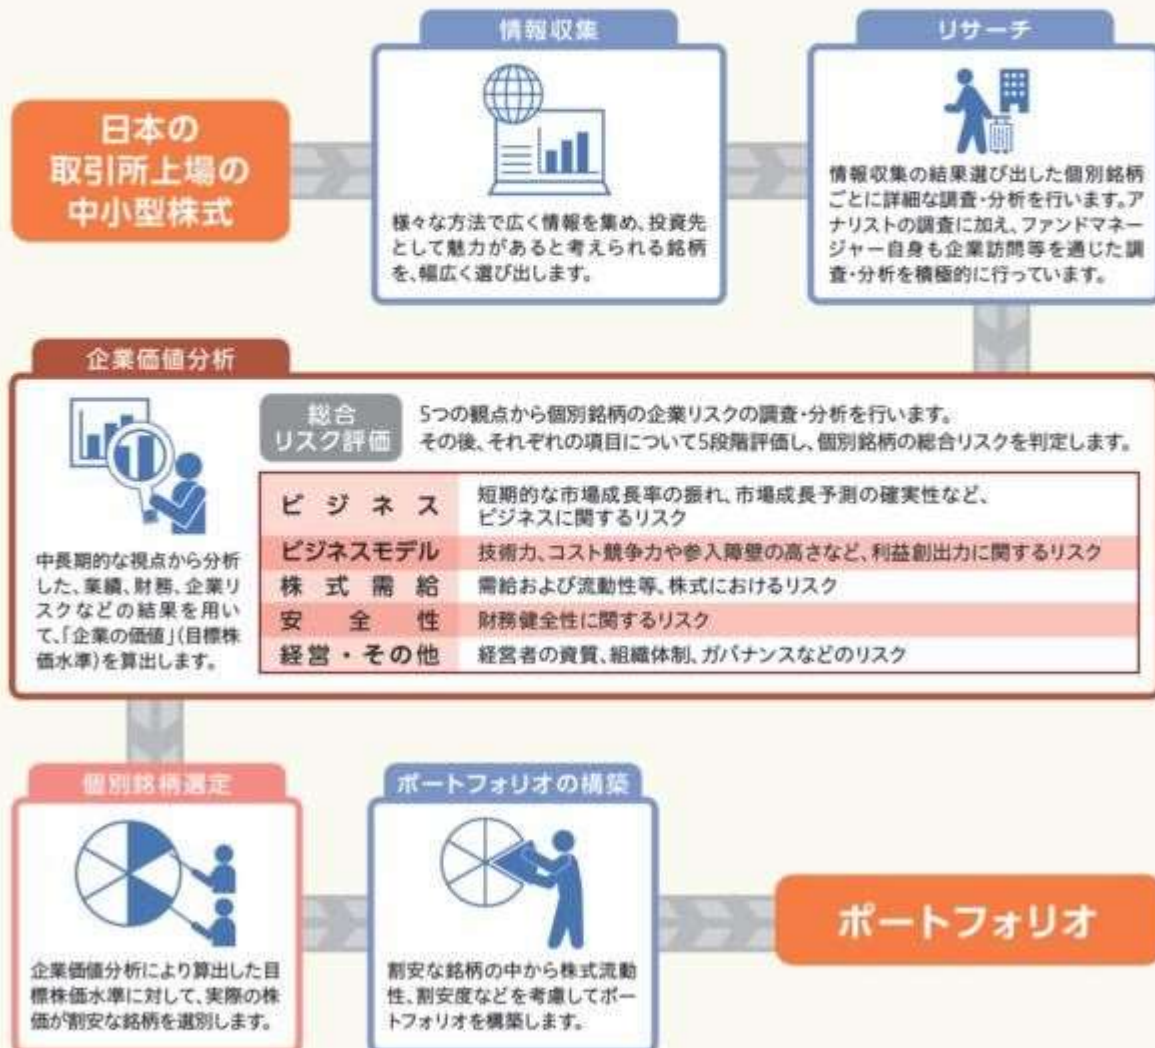 日本の
取引所上場の
中小型株式
情報収集
様々な方法で広く情報を集め、投資先
として魅力があると考えられる銘柄
を、幅広く選び出します。
リサーチ
情報収集の結果選び出した個別銘柄
ごとに詳細な調査・分析を行います。ア
ナリストの調査に加え、ファンドマネー
ジャー自身も企業訪問等を通じた調
査・分析を積極的に行っています。
企業価値分析
中長期的な視点から分析
した、業績、財務、企業リ
スクなどの結果を用い
て、「企業の価値」(目標株
価水準)を算出します。
総合
リスク評価
5つの観点から個別銘柄の企業リスクの調査・分析を行います。
その後、それぞれの項目について5段階評価し、個別銘柄の総合リスクを判定します。
ビジネス
短期的な市場成長率の振れ、市場成長予測の確実性など、
ビジネスに関するリスク
ビジネスモデル 技術力、コスト競争力や参入障壁の高さなど、利益創出力に関するリスク
株式需給 需給および流動性等、株式におけるリスク
安全性 財務健全性に関するリスク
経営・その他 経営者の資質、組織体制、ガバナンスなどのリスク
個別銘柄選定
企業価値分析により算出した目
標株価水準に対して、実際の株
価が割安な銘柄を選別します。
ポートフォリオの構築
割安な銘柄の中から株式流動
性、割安度などを考慮してポー
トフォリオを構築します。
ポートフォリオ